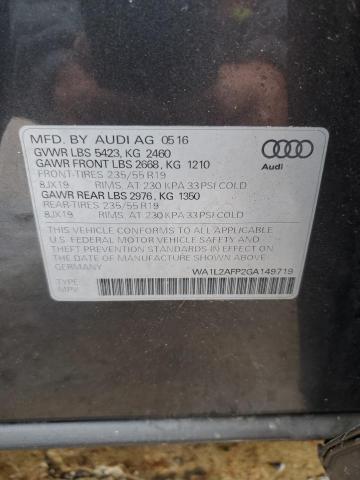 MFD. BY AUDI AG 05 16
GVWR LBS 5423, KG 2460
GAWR FRONT LBS 2668, KG 1210
FRONT-TIRES 235/55 R19
8JX19 RIMS, AT 230 KPA 33 PSI COLD
GAWR REAR LBS 2976, KG 1350
REAR-TIRES 235/55 R19
8JX19 RIMS AT 230 KPA 33 PSI COLD
THIS VEHICLE CONFORMS TO ALL APPLICABLE
U.S. FEDERAL MOTOR VEHICLE SAFETY AND
THEFT PREVENTION STANDARDS IN EFFECT ON THE
DATE OF MANUFACTURE SHOWN ABOVE.
GERMANY WA1L2AFP2GA149719
TYPE:
MPV
Audi